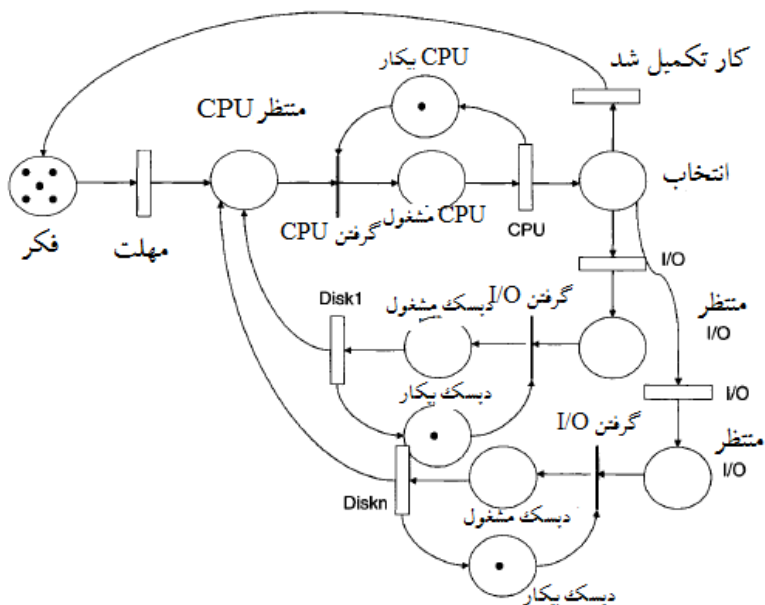 کار تکمیل شد
CPU بیکار
منتظر CPU
انتخاب
CPU مشغول
گرفتن CPU
CPU
فکر
مهلت
I/O
Disk1
دیسک مشغول
گرفتن I/O
منتظر
I/O
دیسک بیکار
I/O
گرفتن I/O
منتظر
I/O
Diskn
دیسک مشغول
دیسک بیکار